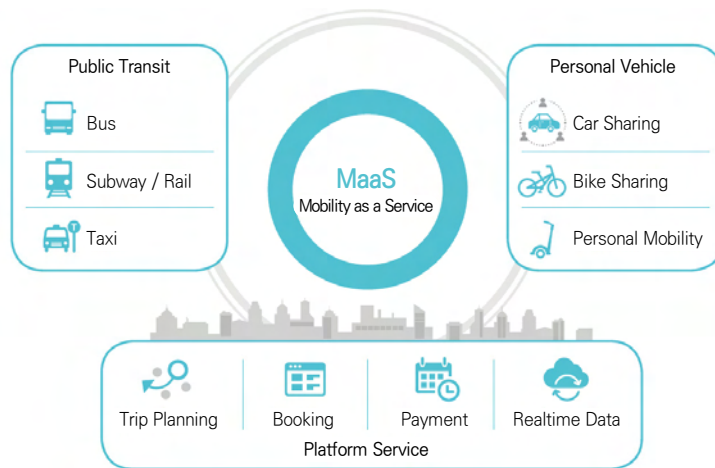 Public Transit
Bus
Subway / Rail
T
Taxi
MaaS
Mobility as a Service
Personal Vehicle
Car Sharing
Bike Sharing
Personal Mobility
Trip Planning
Booking
Payment
Realtime Data
Platform Service